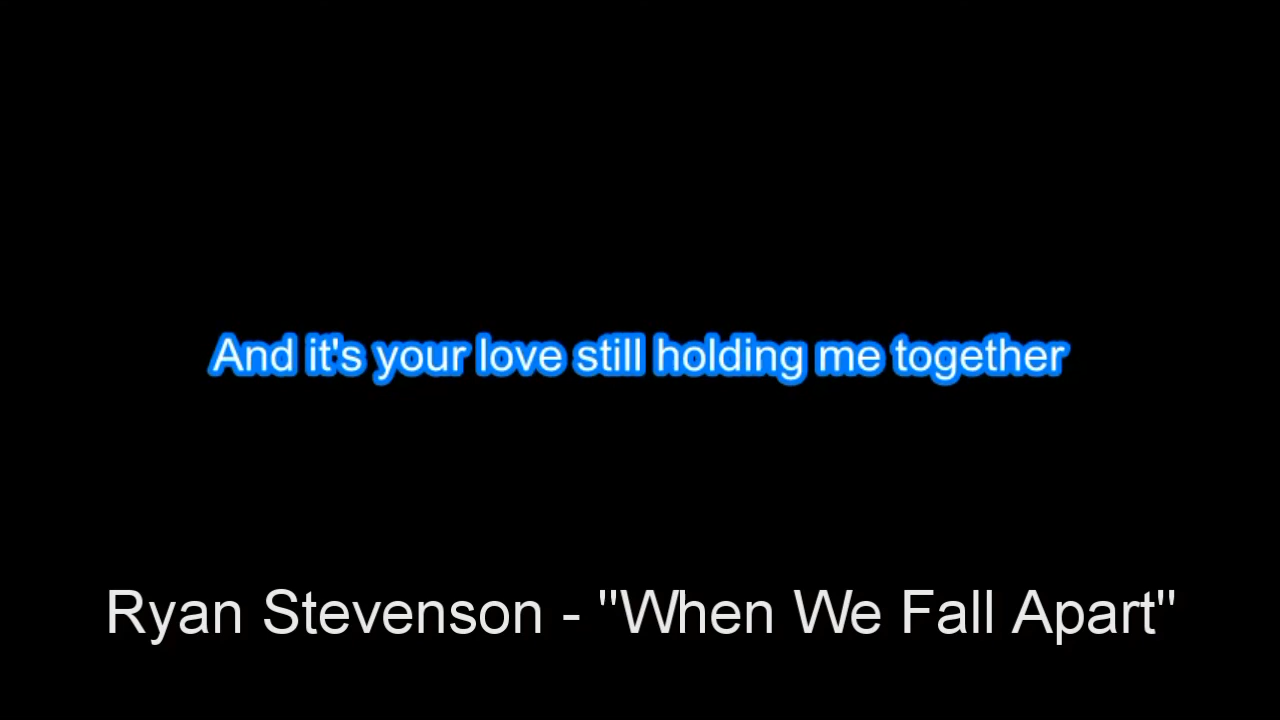 And it's your love still holding me together
Ryan Stevenson - "When We Fall Apart"